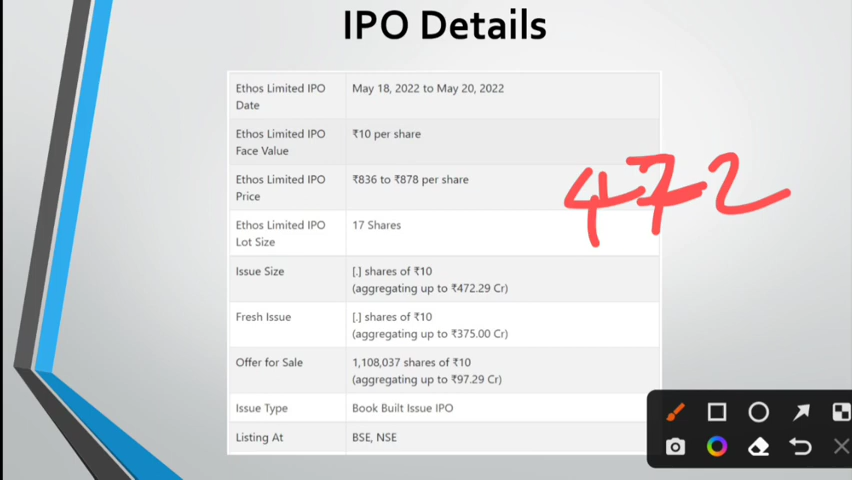 IPO Details
Ethos Limited IPO
Date
May 18, 2022 to May 20, 2022
Ethos Limited IPO
Face Value
₹10 per share
Ethos Limited IPO
Price
₹836 to ₹878 per share
472
Ethos Limited IPO
Lot Size
17 Shares
Issue Size
[.] shares of ₹10
(aggregating up to ₹472.29 Cr)
Fresh Issue
[.] shares of ₹10
(aggregating up to ₹375.00 Cr)
Offer for Sale
1,108,037 shares of ₹10
(aggregating up to ₹97.29 Cr)
Issue Type
Book Built Issue IPO
Listing At
BSE, NSE